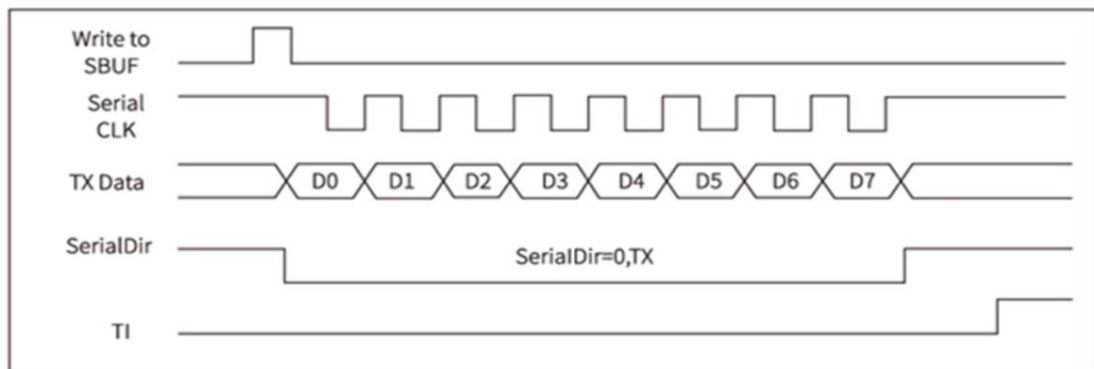 Write to
SBUF
Serial
CLK
TX Data
D0 D1 D2 D3 D4 D5 D6 D7
SerialDir
SerialDir=0,TX
TI